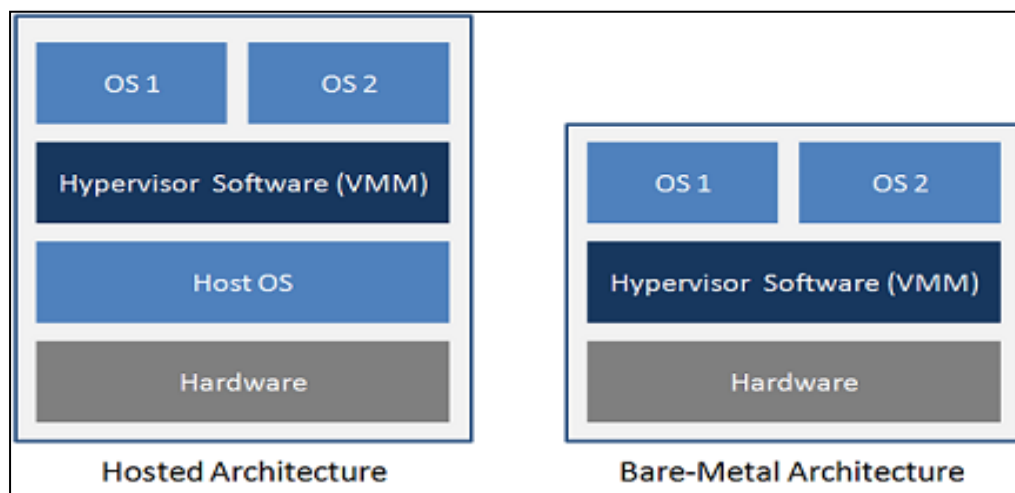 OS 1
OS 2
Hypervisor Software (VMM)
Host OS
Hardware
Hosted Architecture
OS 1
OS 2
Hypervisor Software (VMM)
Hardware
Bare-Metal Architecture